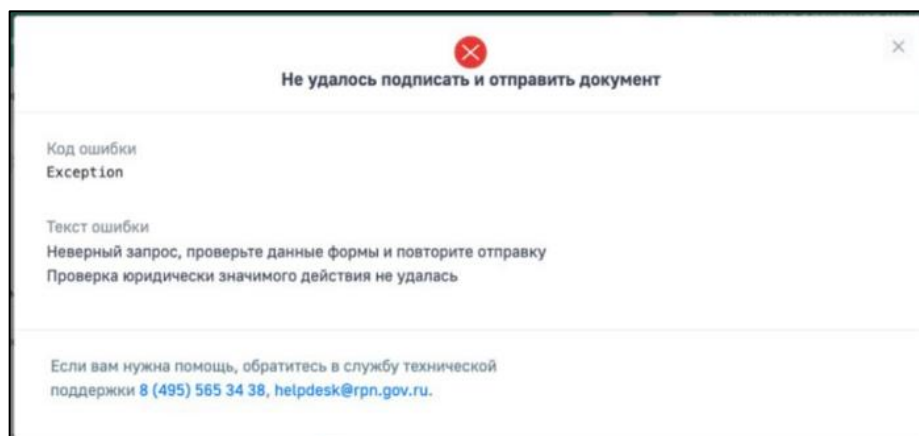 Не удалось подписать и отправить документ
Код ошибки
Exception
Текст ошибки
Неверный запрос, проверьте данные формы и повторите отправку
Проверка юридически значимого действия не удалась
Если вам нужна помощь, обратитесь в службу технической
поддержки 8 (495) 565 34 38, helpdesk@rpn.gov.ru.